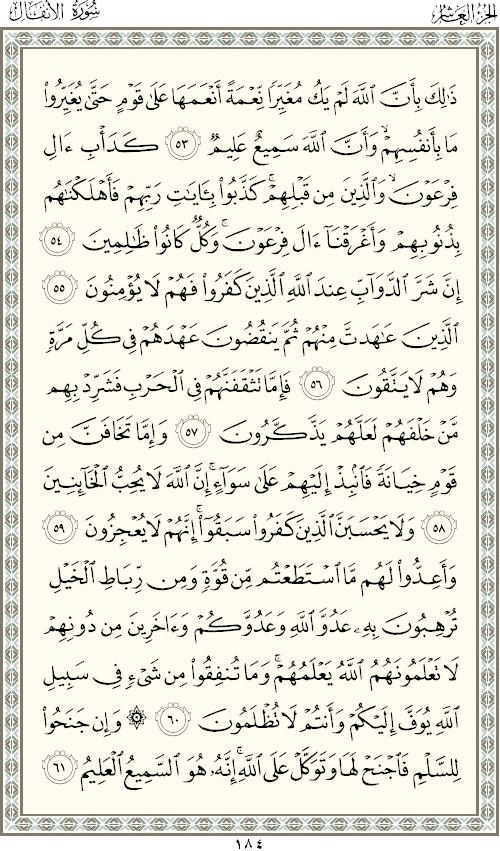 الجزء العاشر
سورة الأنفال
ذَٰلِكَ بِأَنَّ ٱللَّهَ لَمْ يَكُ مُغَيِّرًا نِّعْمَةً أَنْعَمَهَا عَلَىٰ قَوْمٍ حَتَّىٰ يُغَيِّرُوا۟
مَا بِأَنفُسِهِمْ ۙ وَأَنَّ ٱللَّهَ سَمِيعٌ عَلِيمٌ ٥٣ كَدَأْبِ ءَالِ
فِرْعَوْنَ ۙ وَٱلَّذِينَ مِن قَبْلِهِمْ ۚ كَذَّبُوا۟ بِـَٔايَٰتِ رَبِّهِمْ فَأَهْلَكْنَٰهُم
بِذُنُوبِهِمْ وَأَغْرَقْنَآ ءَالَ فِرْعَوْنَ ۚ وَكُلٌّ كَانُوا۟ ظَٰلِمِينَ ٥٤
إِنَّ شَرَّ ٱلدَّوَآبِّ عِندَ ٱللَّهِ ٱلَّذِينَ كَفَرُوا۟ فَهُمْ لَا يُؤْمِنُونَ ٥٥
ٱلَّذِينَ عَٰهَدتَّ مِنْهُمْ ثُمَّ يَنقُضُونَ عَهْدَهُمْ فِى كُلِّ مَرَّةٍ
وَهُمْ لَا يَتَّقُونَ ٥٦ فَإِمَّا تَثْقَفَنَّهُمْ فِى ٱلْحَرْبِ فَشَرِّدْ بِهِم
مَّنْ خَلْفَهُمْ لَعَلَّهُمْ يَذَّكَّرُونَ ٥٧ وَإِمَّا تَخَافَنَّ مِن
قَوْمٍ خِيَانَةً فَٱنۢبِذْ إِلَيْهِمْ عَلَىٰ سَوَآءٍ ۚ إِنَّ ٱللَّهَ لَا يُحِبُّ ٱلْخَآئِنِينَ
٥٨ وَلَا يَحْسَبَنَّ ٱلَّذِينَ كَفَرُوا۟ سَبَقُوٓا۟ ۚ إِنَّهُمْ لَا يُعْجِزُونَ ٥٩
وَأَعِدُّوا۟ لَهُم مَّا ٱسْتَطَعْتُم مِّن قُوَّةٍ وَمِن رِّبَاطِ ٱلْخَيْلِ
تُرْهِبُونَ بِهِۦ عَدُوَّ ٱللَّهِ وَعَدُوَّكُمْ وَءَاخَرِينَ مِن دُونِهِمْ
لَا تَعْلَمُونَهُمُ ٱللَّهُ يَعْلَمُهُمْ ۚ وَمَا تُنفِقُوا۟ مِن شَىْءٍ فِى سَبِيلِ
ٱللَّهِ يُوَفَّ إِلَيْكُمْ وَأَنتُمْ لَا تُظْلَمُونَ ٦٠ ۞ وَإِن جَنَحُوا۟
لِلسَّلْمِ فَٱجْنَحْ لَهَا وَتَوَكَّلْ عَلَى ٱللَّهِ ۚ إِنَّهُۥ هُوَ ٱلسَّمِيعُ ٱلْعَلِيمُ ٦١
١٨٤